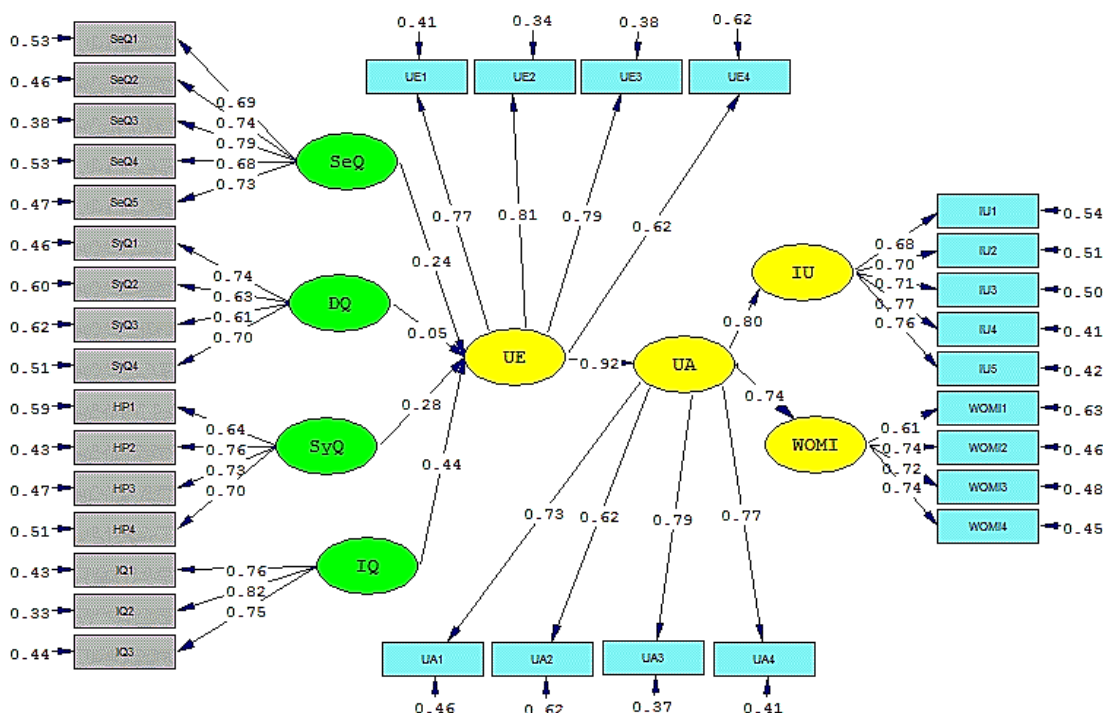 0.41
0.34
0.38
0.62
0.53
SeQ1
0.46
SeQ2
0.38
SeQ3
0.53
SeQ4
0.47
SeQ5
0.46
SyQ1
0.60
SyQ2
0.62
SyQ3
0.51
SyQ4
0.59
HP1
0.43
HP2
0.47
HP3
0.51
HP4
0.43
IQ1
0.33
IQ2
0.44
IQ3
0.69
0.74
0.79
0.68
0.73
SeQ
0.74
0.63
0.61
0.70
DQ
0.64
0.76
0.73
0.70
SyQ
0.76
0.82
0.75
IQ
0.24
0.05
0.28
0.44
UE1
UE2
UE3
UE4
0.77
0.81
0.79
0.62
UE
0.92
UA
0.80
0.74
IU
WOMI
0.68
0.70
0.71
0.77
0.76
IU1
0.54
IU2
0.51
IU3
0.50
IU4
0.41
IU5
0.42
0.61
0.74
0.72
0.74
WOMI1
0.63
WOMI2
0.46
WOMI3
0.48
WOMI4
0.45
0.73
0.62
0.79
0.77
UA1
UA2
UA3
UA4
0.46
0.62
0.37
0.41